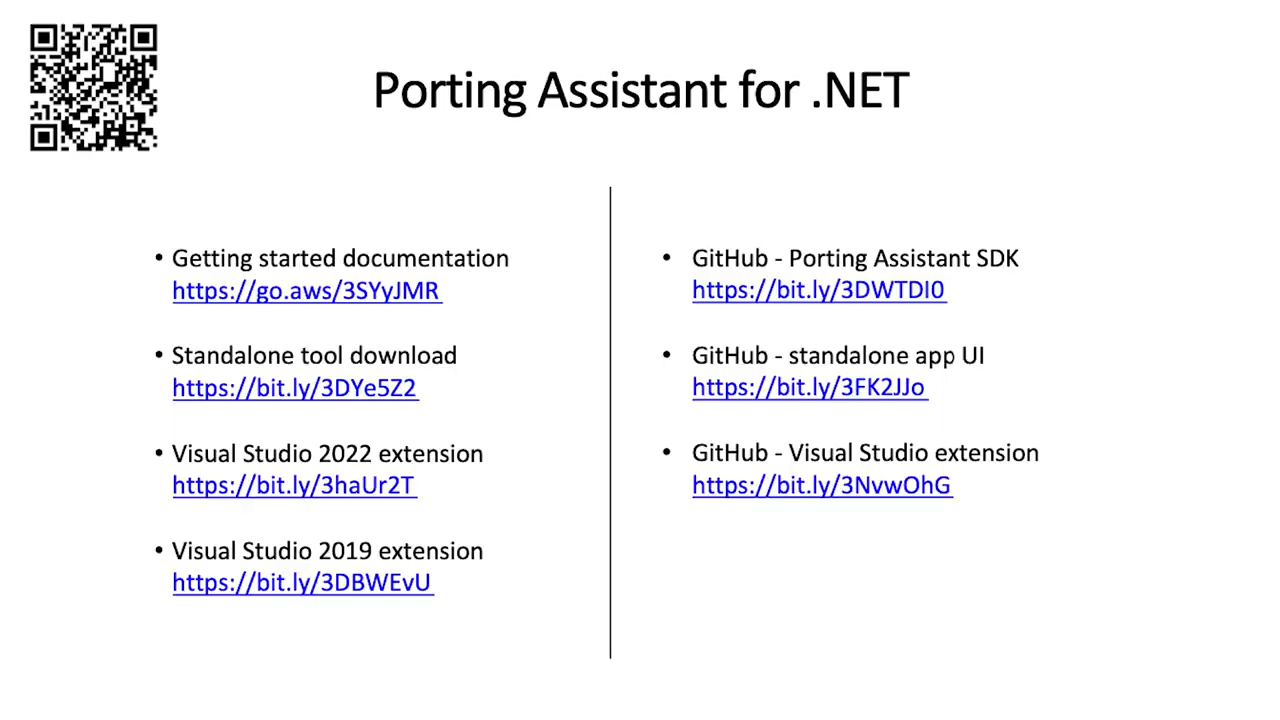 Porting Assistant for .NET
• Getting started documentation
https://go.aws/3SYyJMR
• Standalone tool download
https://bit.ly/3DYe5Z2
• Visual Studio 2022 extension
https://bit.ly/3haUr2T
• Visual Studio 2019 extension
https://bit.ly/3DBWEvU
• GitHub - Porting Assistant SDK
https://bit.ly/3DWTDI0
• GitHub - standalone app UI
https://bit.ly/3FK2JJo
• GitHub - Visual Studio extension
https://bit.ly/3NvwOhG